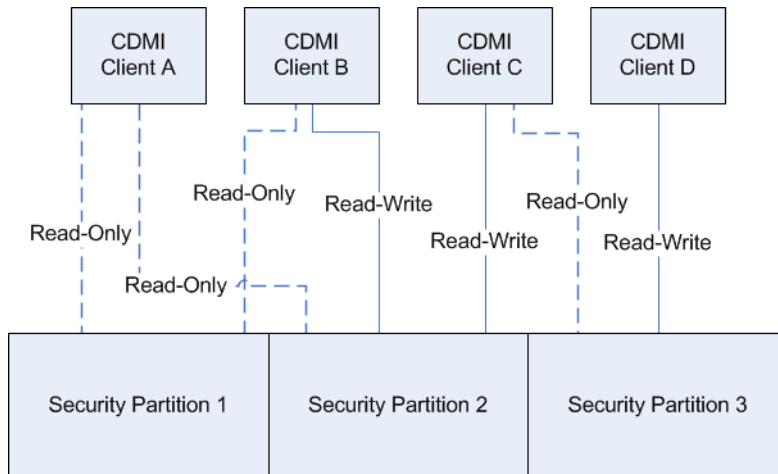 CDMI
Client A
CDMI
Client B
CDMI
Client C
CDMI
Client D
Read-Only
Read-Only
Read-Write
Read-Only
Read-Write
Read-Write
Read-Only
Security Partition 1
Security Partition 2
Security Partition 3